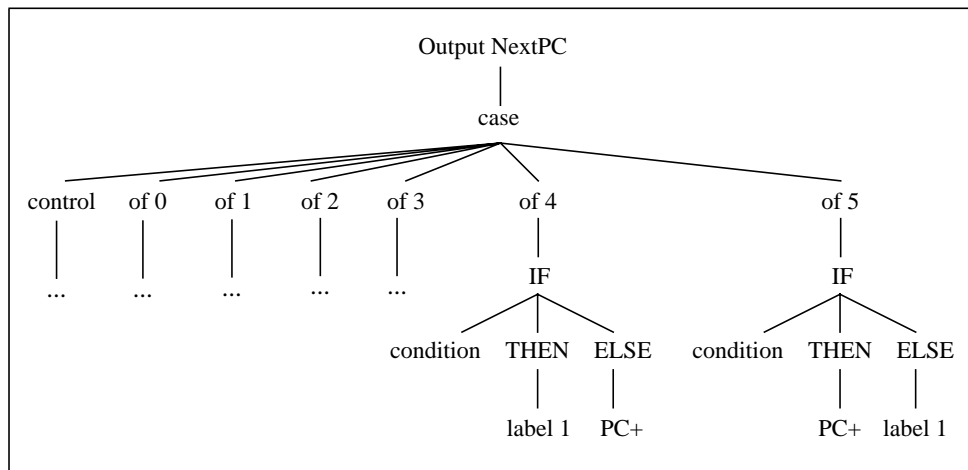 Output NextPC
case
control of 0 of 1 of 2 of 3 of 4 of 5
... ... ... ... ... IF IF
condition THEN ELSE condition THEN ELSE
label 1 PC+ PC+ label 1